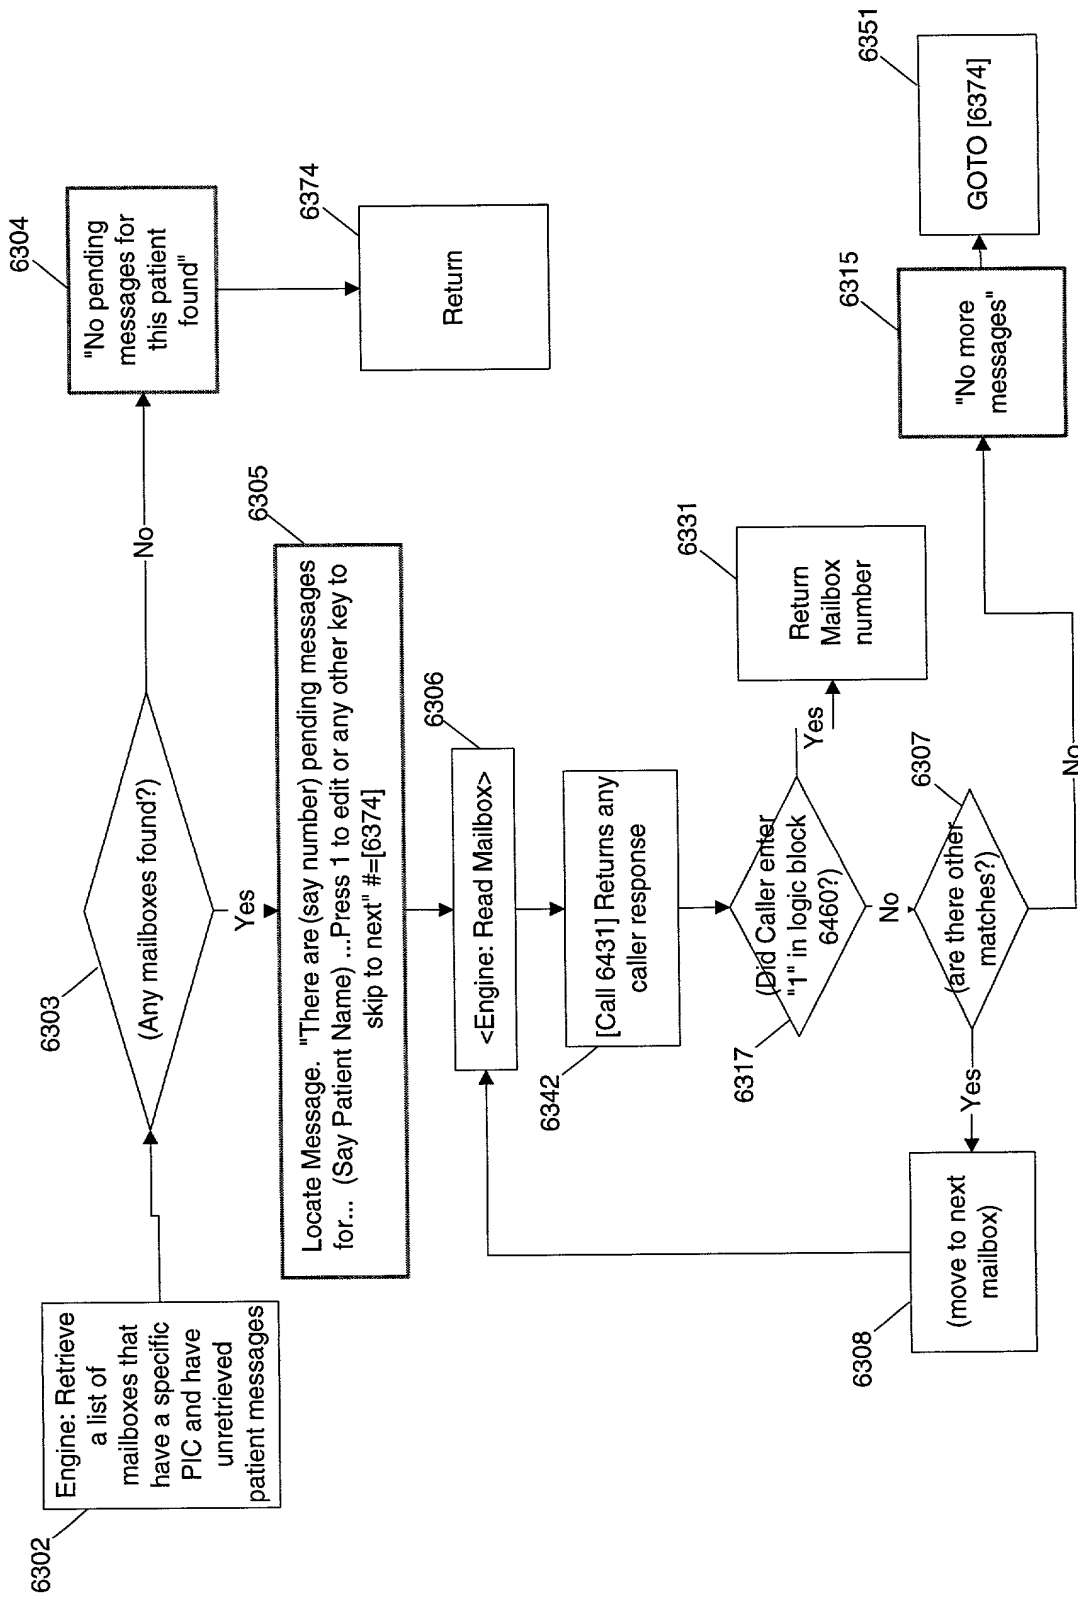 6302
Engine: Retrieve
a list of
mailboxes that
have a specific
PIC and have
unretrieved
patient messages
6303
(Any mailboxes found?)
No
6304
"No pending
messages for
this patient
found"
6374
Return
Yes
6305
Locate Message. "There are (say number) pending messages
for... (Say Patient Name) ...Press 1 to edit or any other key to
skip to next" #=[6374]
6306
<Engine: Read Mailbox>
6342
[Call 6431] Returns any
caller response
6317
(Did Caller enter
"1" in logic block
6460?)
Yes
6331
Return
Mailbox
number
No
6307
(are there other
matches?)
Yes
6308
(move to next
mailbox)
No
6315
"No more
messages"
6351
GOTO [6374]